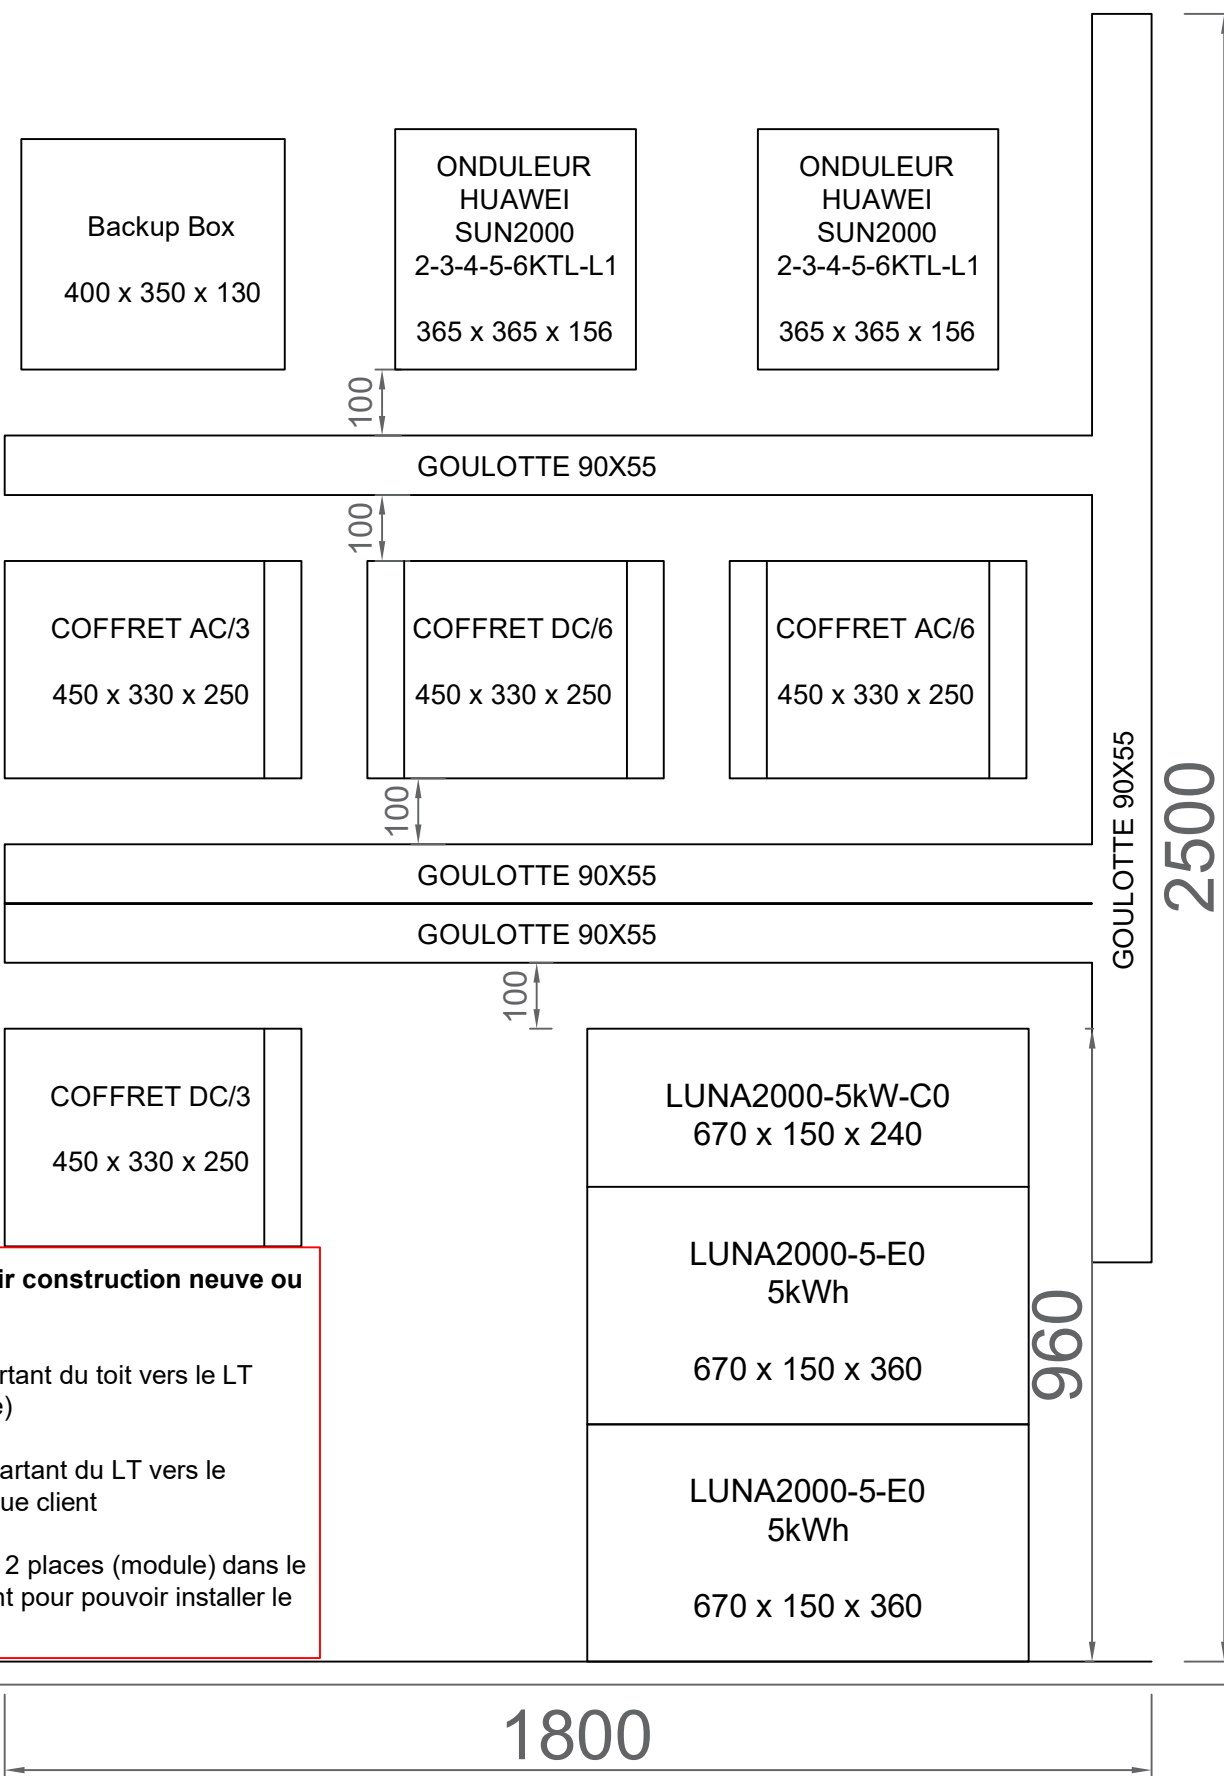 Backup Box
400 x 350 x 130
ONDULEUR
HUAWEI
SUN2000
2-3-4-5-6KTL-L1
365 x 365 x 156
ONDULEUR
HUAWEI
SUN2000
2-3-4-5-6KTL-L1
365 x 365 x 156
100
GOULOTTE 90X55
100
COFFRET AC/3
450 x 330 x 250
COFFRET DC/6
450 x 330 x 250
COFFRET AC/6
450 x 330 x 250
100
GOULOTTE 90X55
GOULOTTE 90X55
GOULOTTE 90X55
2500
100
COFFRET DC/3
450 x 330 x 250
LUNA2000-5kW-C0
670 x 150 x 240
LUNA2000-5-E0
5kWh
670 x 150 x 360
LUNA2000-5-E0
5kWh
670 x 150 x 360
960
ir construction neuve ou
rtant du toit vers le LT
e)
artant du LT vers le
ue client
2 places (module) dans le
nt pour pouvoir installer le
1800